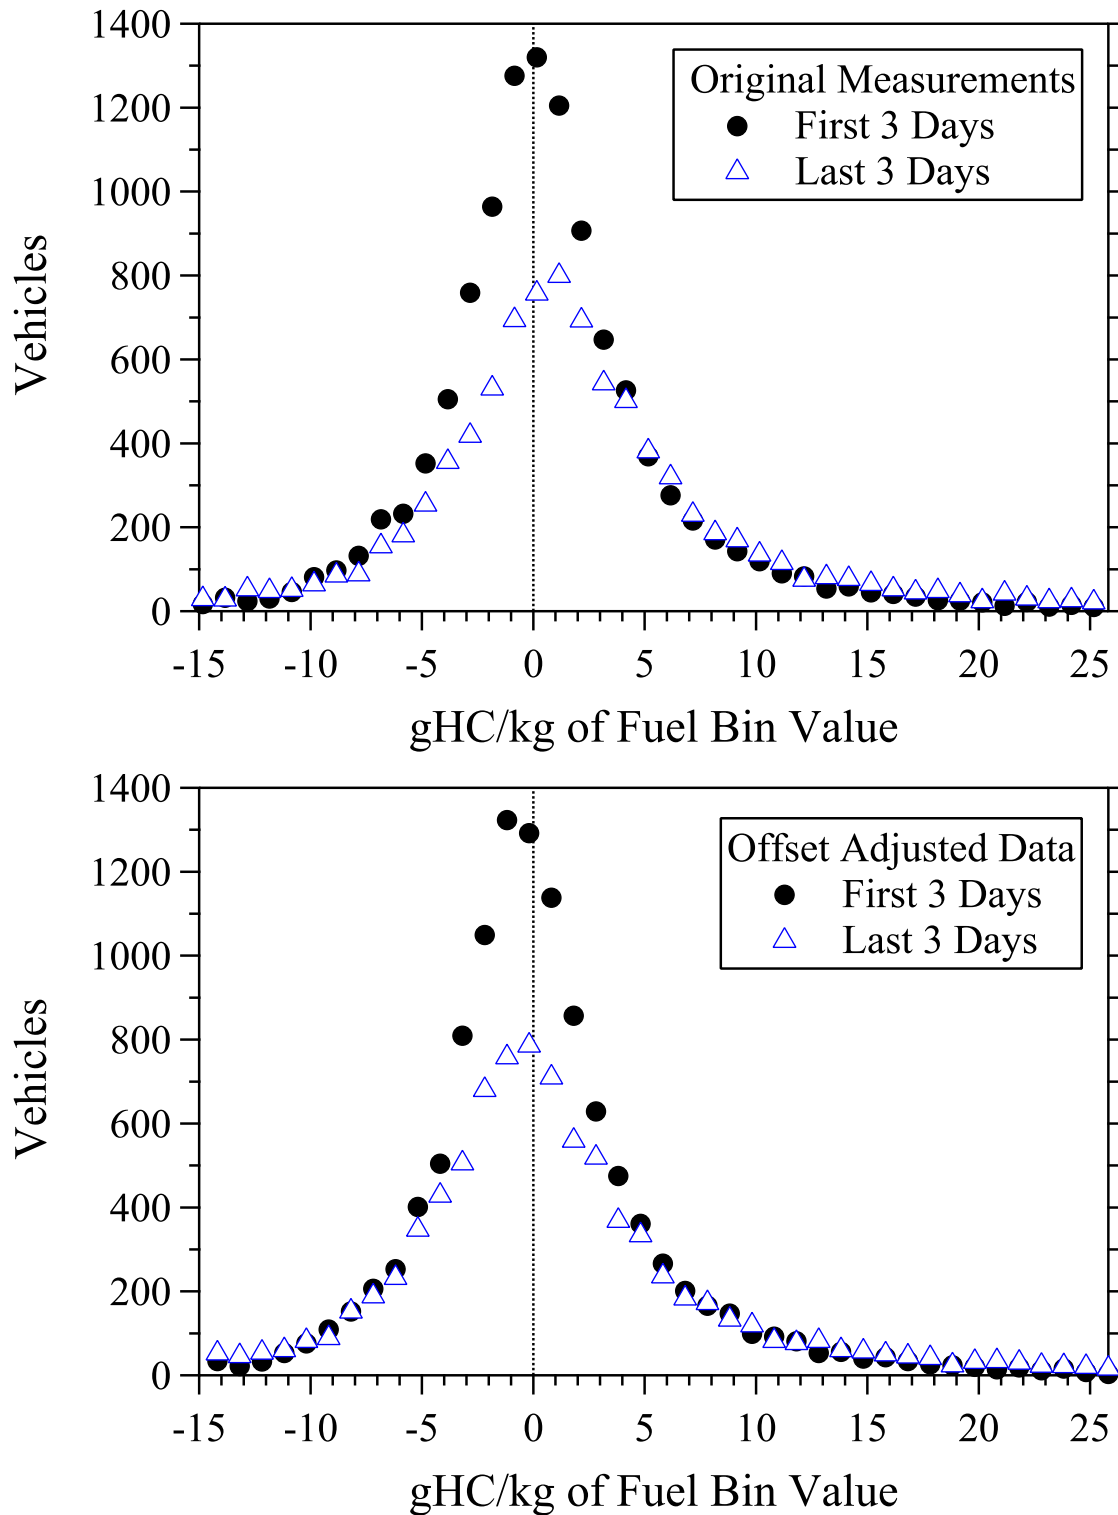 1400
1200
1000
800
600
400
200
0
Vehicles
Original Measurements
First 3 Days
Last 3 Days
-15 -10 -5 0 5 10 15 20 25
gHC/kg of Fuel Bin Value
1400
1200
1000
800
600
400
200
0
Vehicles
Offset Adjusted Data
First 3 Days
Last 3 Days
-15 -10 -5 0 5 10 15 20 25
gHC/kg of Fuel Bin Value